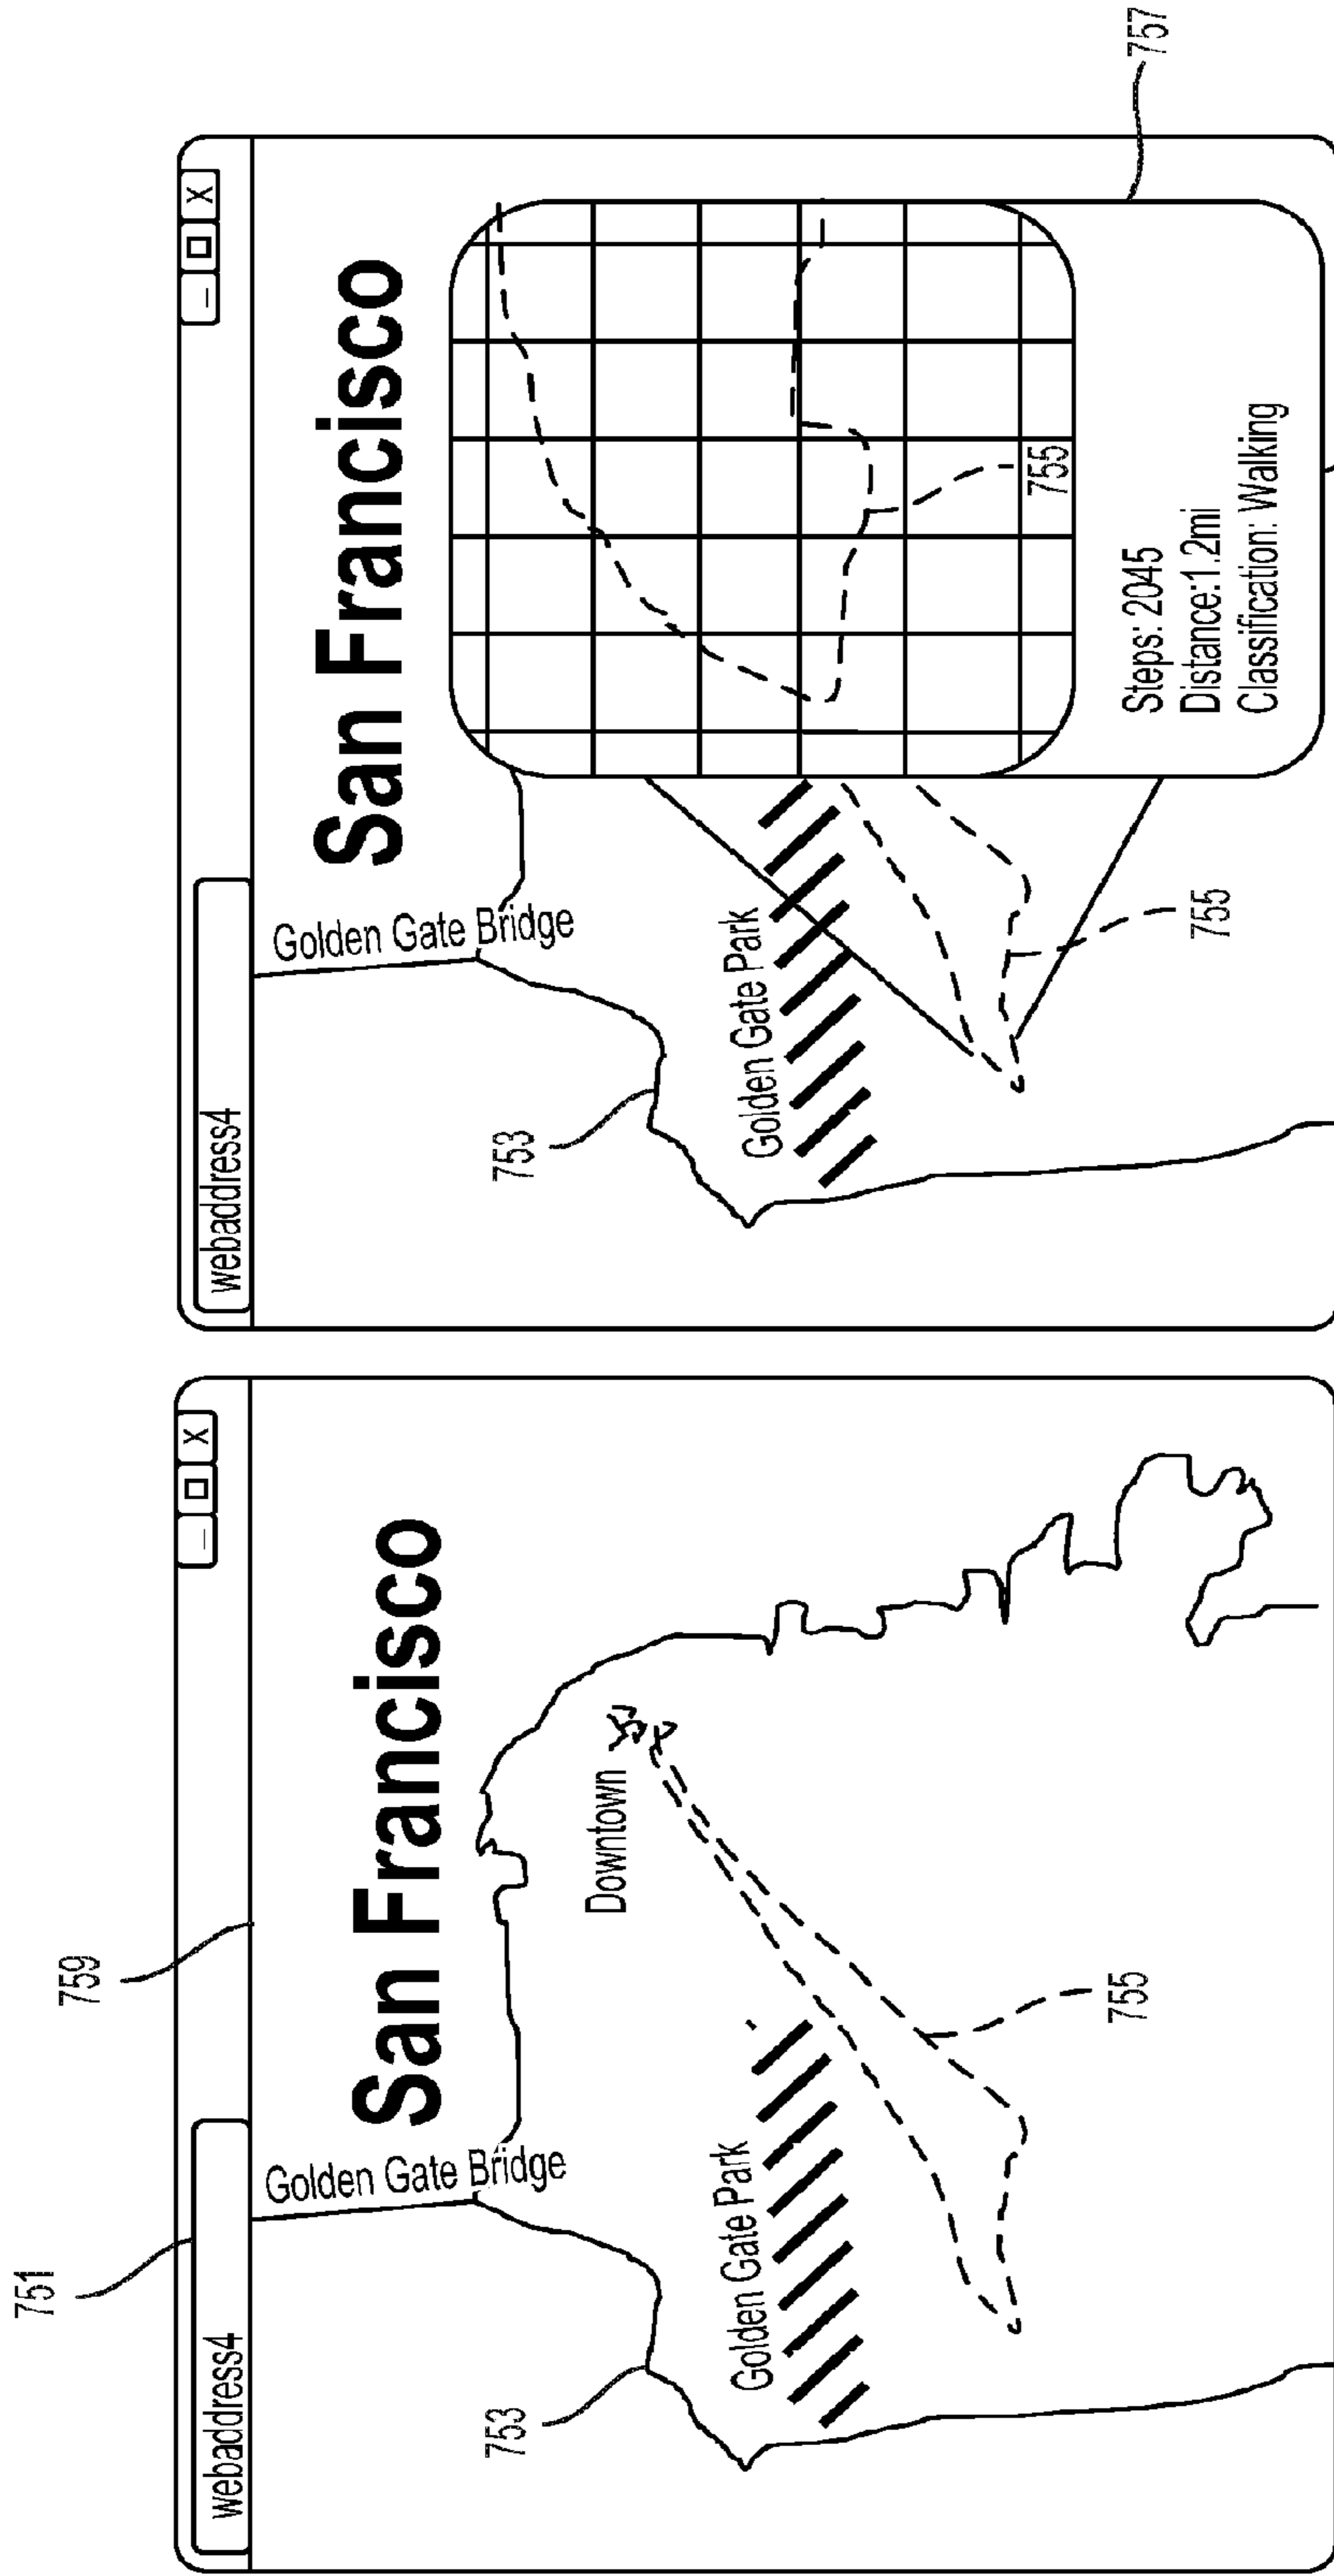 751
759
webaddress4
_ X
San Francisco
Golden Gate Bridge
753
Downtown
Golden Gate Park
755
webaddress4
_ X
San Francisco
Golden Gate Bridge
753
Golden Gate Park
755
755
Steps: 2045
Distance:1.2mi
Classification: Walking
757